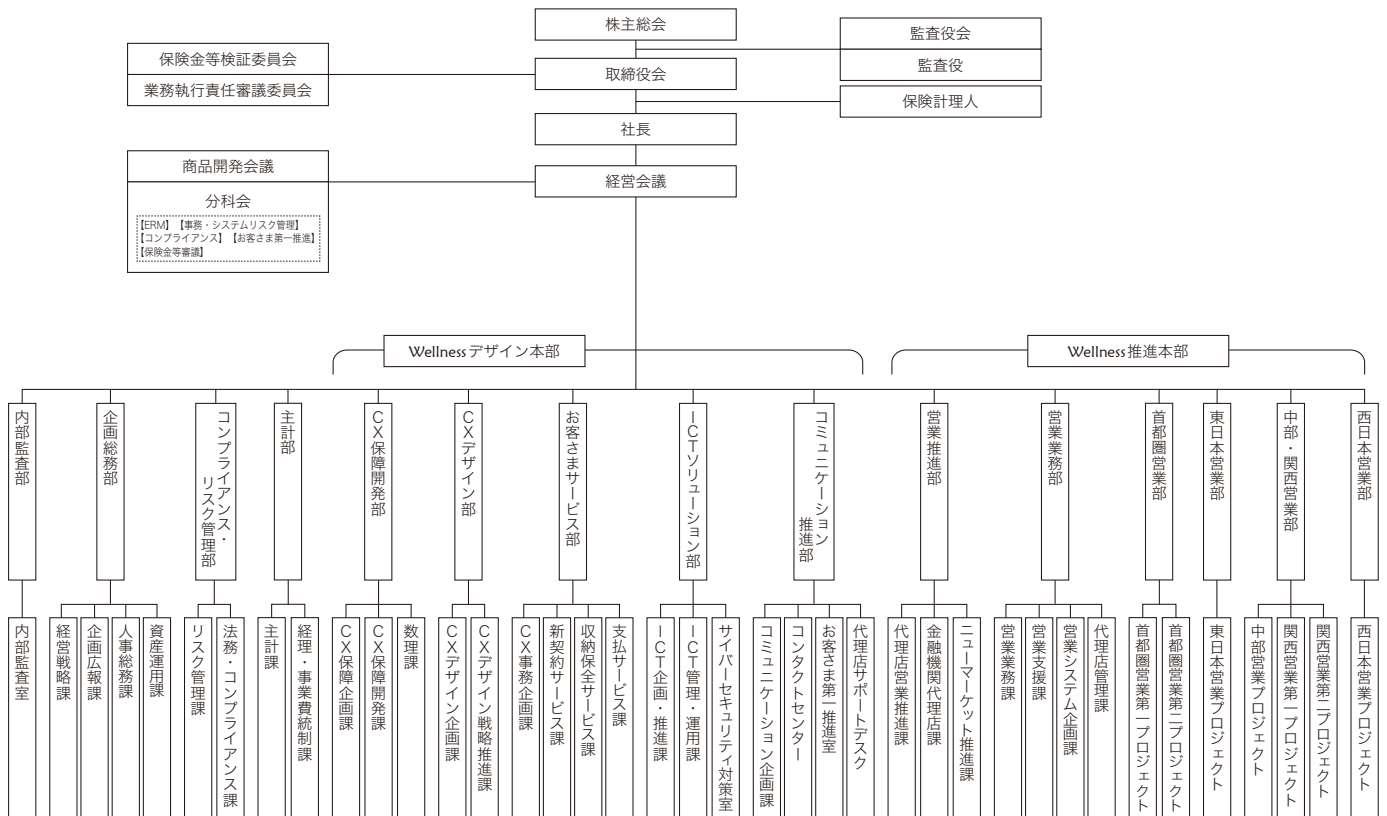 株主総会
監査役会
監査役
保険金等検証委員会
業務執行責任審議委員会
取締役会
保険計理人
社長
商品開発会議
経営会議
分科会
【ERM】【事務・システムリスク管理】
【コンプライアンス】【お客さま第一推進】
【保険金等審議】
Wellnessデザイン本部
Wellness推進本部
内部監査部
企画総務部
コンプライアンス・
リスク管理部
主計部
CX保障開発部
CXデザイン部
お客さまサービス部
ICTソリューション部
コミュニケーション
推進部
営業推進部
営業業務部
首都圏営業部
東日本営業部
中部・関西営業部
西日本営業部
内部監査室
経営戦略課
企画広報課
人事総務課
資産運用課
リスク管理課
法務・コンプライアンス課
主計課
経理・事業費統制課
CX保障企画課
CX保障開発課
数理課
CXデザイン企画課
CXデザイン戦略推進課
CX事務企画課
新契約サービス課
収納保全サービス課
支払サービス課
ICT企画・推進課
ICT管理・運用課
サイバーセキュリティ対策室
コミュニケーション企画課
コンタクトセンター
お客さま第一推進室
代理店サポートデスク
代理店営業推進課
金融機関代理店課
ニューマーケット推進課
営業業務課
営業支援課
営業システム企画課
代理店管理課
首都圏営業第一プロジェクト
首都圏営業第二プロジェクト
東日本営業プロジェクト
中部営業プロジェクト
関西営業第一プロジェクト
関西営業第二プロジェクト
西日本営業プロジェクト